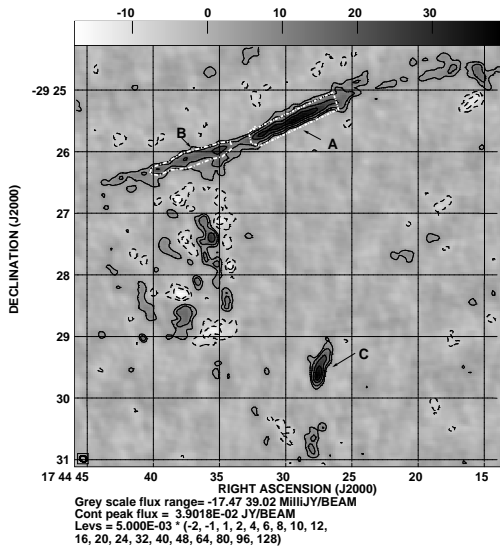 -10 0 10 20 30
-29 25
26
27
28
29
30
31
DECLINATION (J2000)
B
A
C
17 44 45 40 35 30 25 20 15
RIGHT ASCENSION (J2000)
Grey scale flux range= -17.47 39.02 MilliJY/BEAM
Cont peak flux = 3.9018E-02 JY/BEAM
Levs = 5.000E-03 * (-2, -1, 1, 2, 4, 6, 8, 10, 12,
16, 20, 24, 32, 40, 48, 64, 80, 96, 128)